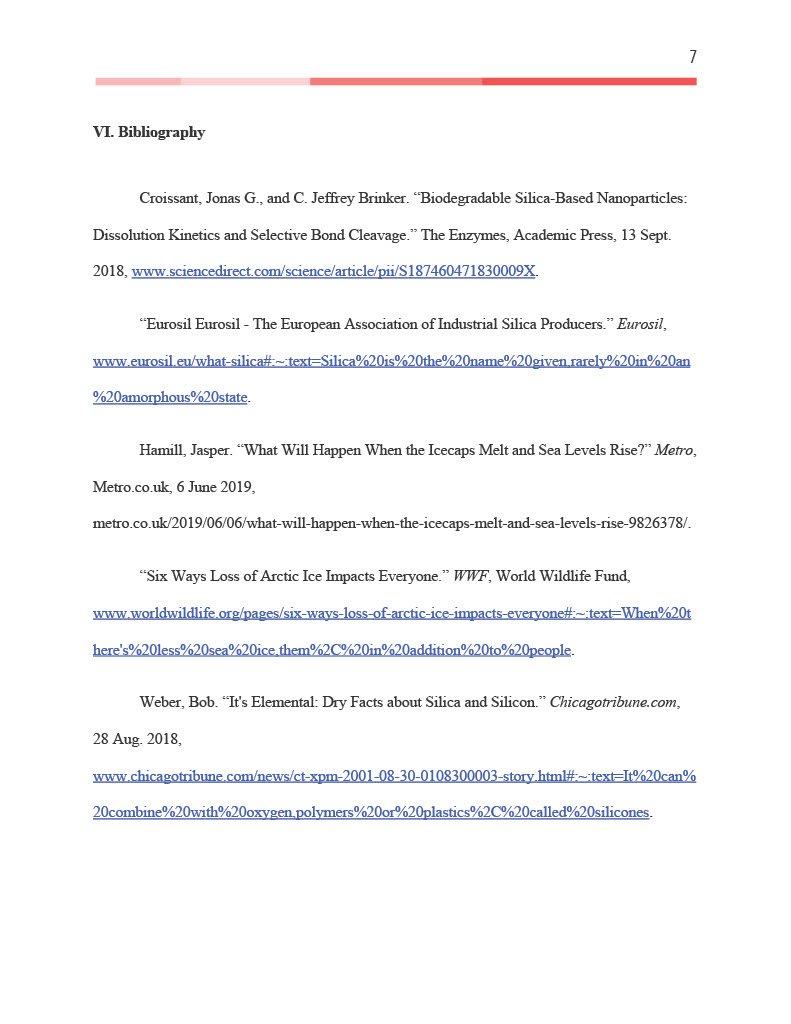 7
VI. Bibliography
Croissant, Jonas G., and C. Jeffrey Brinker. “Biodegradable Silica-Based Nanoparticles:
Dissolution Kinetics and Selective Bond Cleavage.” The Enzymes, Academic Press, 13 Sept.
2018, www.sciencedirect.com/science/article/pii/S187460471830009X.
“Eurosil Eurosil - The European Association of Industrial Silica Producers.” Eurosil,
www.eurosil.eu/what-silica#:~:text=Silica%20is%20the%20name%20given,rarely%20in%20an
%20amorphous%20state.
Hamill, Jasper. “What Will Happen When the Icecaps Melt and Sea Levels Rise?” Metro,
Metro.co.uk, 6 June 2019,
metro.co.uk/2019/06/06/what-will-happen-when-the-icecaps-melt-and-sea-levels-rise-9826378/.
“Six Ways Loss of Arctic Ice Impacts Everyone.” WWF, World Wildlife Fund,
www.worldwildlife.org/pages/six-ways-loss-of-arctic-ice-impacts-everyone#:~:text=When%20t
here's%20less%20sea%20ice,them%2C%20in%20addition%20to%20people.
Weber, Bob. “It's Elemental: Dry Facts about Silica and Silicon.” Chicagotribune.com,
28 Aug. 2018,
www.chicagotribune.com/news/ct-xpm-2001-08-30-0108300003-story.html#:~:text=It%20can%
20combine%20with%20oxygen,polymers%20or%20plastics%2C%20called%20silicones.